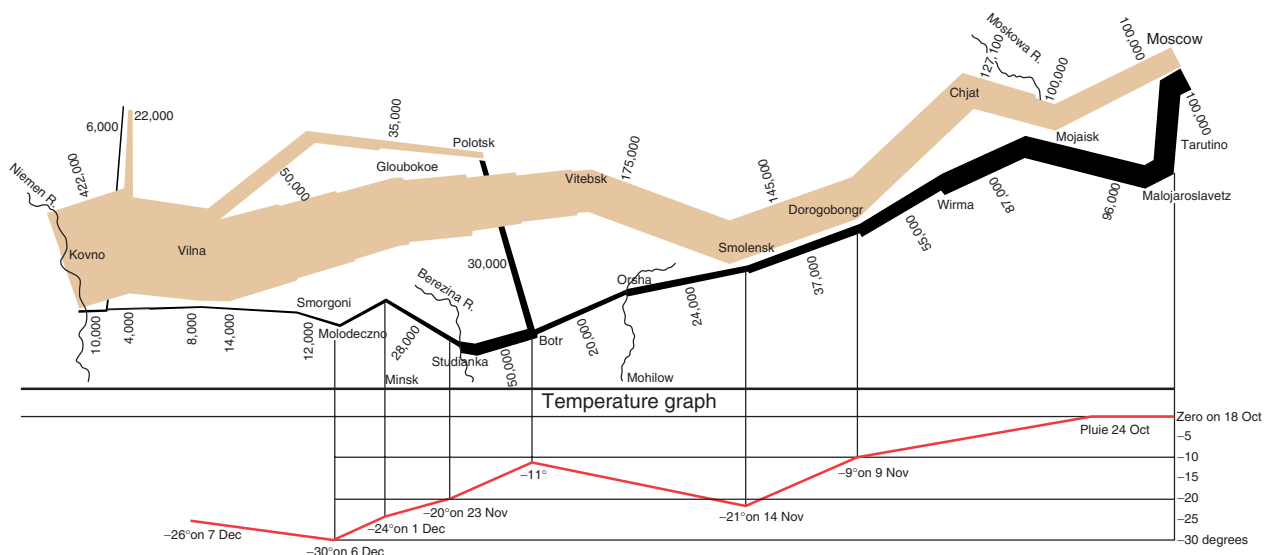 Moskowa R.
Moscow
100,000
127,100
100,000
Chjat
100,000
6,000
22,000
35,000
Polotsk
Mojaisk
Tarutino
Niemen R.
422,000
Gloubokoe
Vitebsk
175,000
145,000
Dorogobongr
Wirma
87,000
96,000
Malojaroslavetz
Kovno
Vilna
Smolensk
55,000
30,000
Berezina R.
Orsha
37,000
24,000
Smorgoni
10,000
4,000
8,000
14,000
12,000
Molodeczno
28,000
Studianka
50,000
Botr
20,000
Minsk
Mohilow
Temperature graph
Zero on 18 Oct
Pluie 24 Oct
–5
–10
–9°on 9 Nov
–11°
–20
–20°on 23 Nov
–21°on 14 Nov
–25
–24°on 1 Dec
–26°on 7 Dec
–30 degrees
–30°on 6 Dec